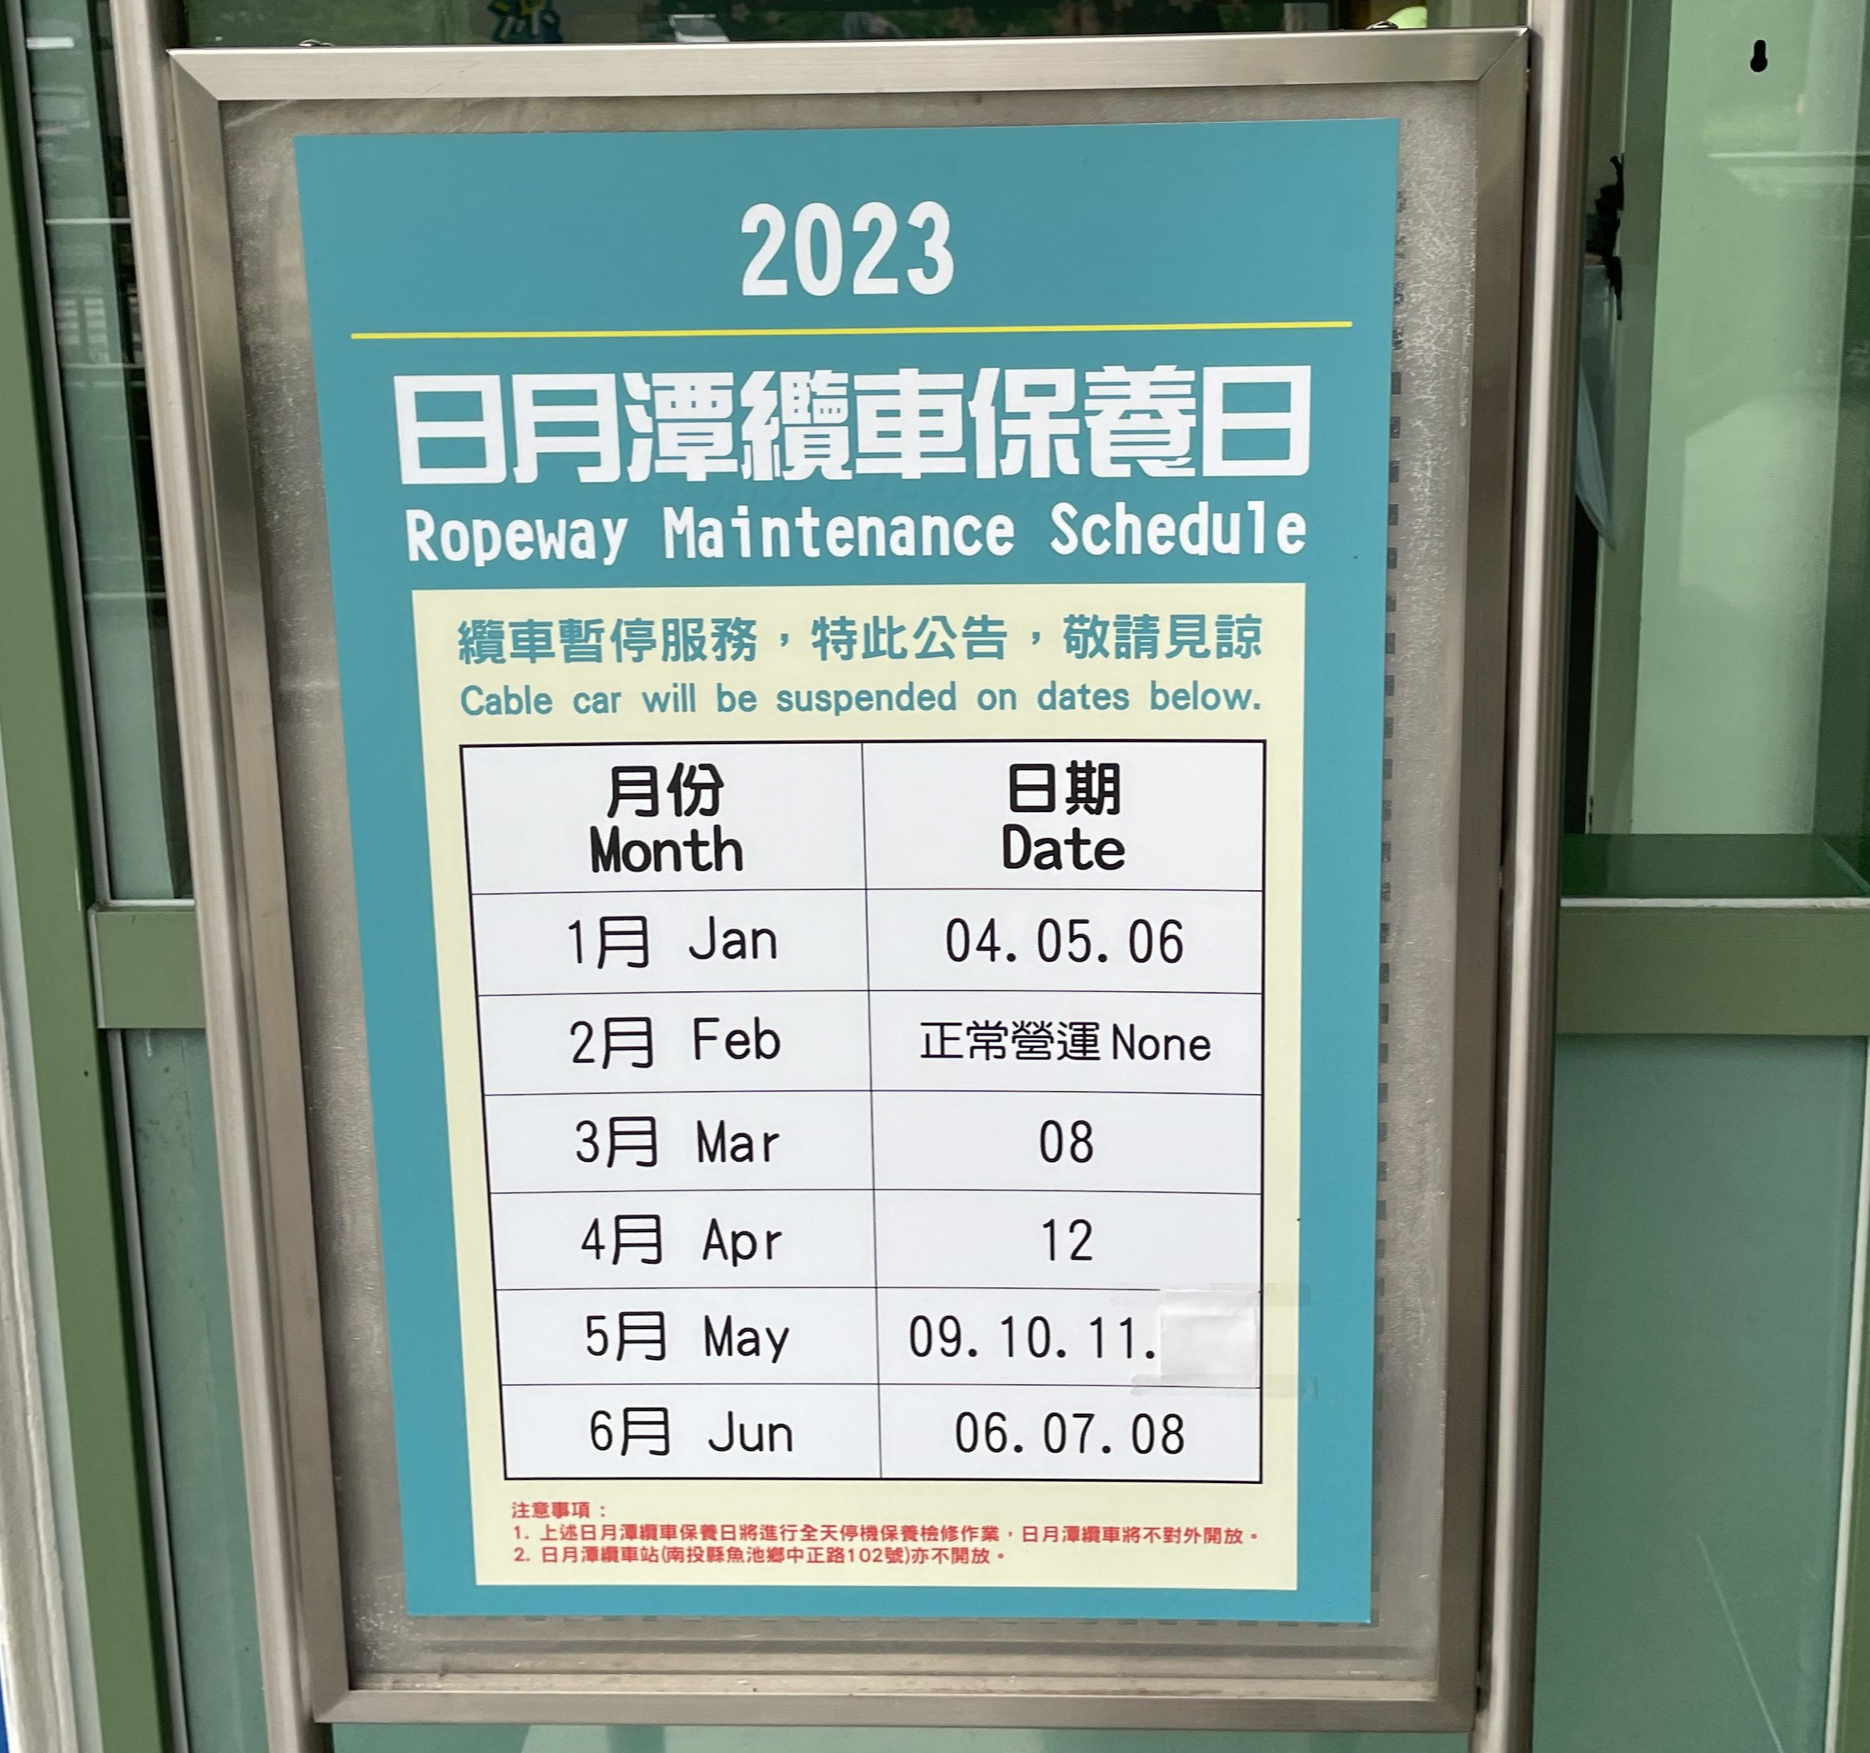 2023
日月潭纜車保養日
Ropeway Maintenance Schedule
纜車暫停服務，特此公告，敬請見諒
Cable car will be suspended on dates below.
月份 日期
Month Date
1月 Jan 04.05.06
2月 Feb 正常營運 None
3月 Mar 08
4月 Apr 12
5月 May 09.10.11.
6月 Jun 06.07.08
注意事項：
1. 上述日月潭纜車保養日將進行全天停機保養檢修作業，日月潭纜車將不對外開放。
2. 日月潭纜車站(南投縣魚池鄉中正路102號)亦不開放。